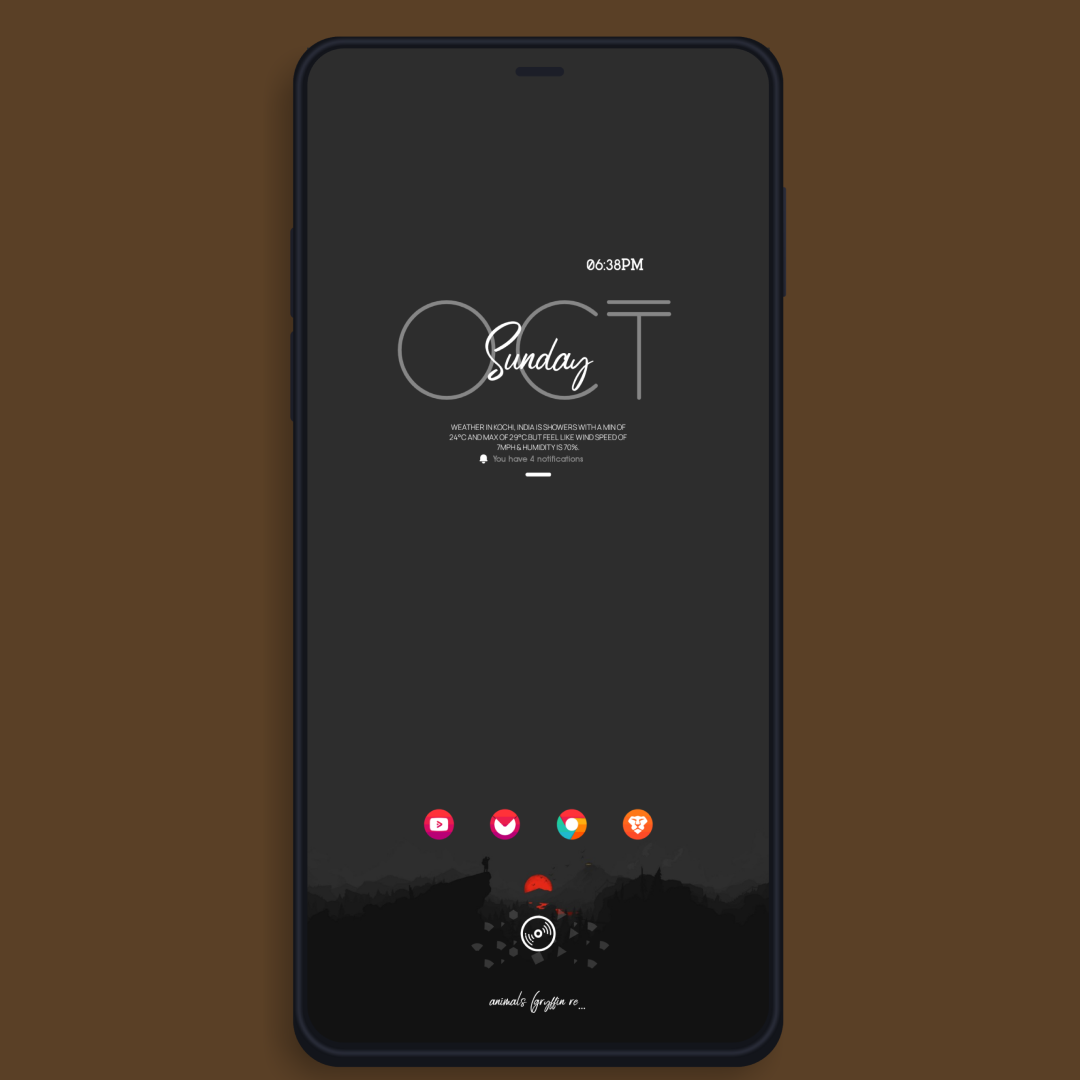 06:38PM
OCT
Sunday
WEATHER IN KOCHI, INDIA IS SHOWERS WITH A MIN OF
24°C AND MAX OF 29°C.BUT FEEL LIKE WIND SPEED OF
7MPH & HUMIDITY IS 70%.
You have 4 notifications
animals (gryffin re...